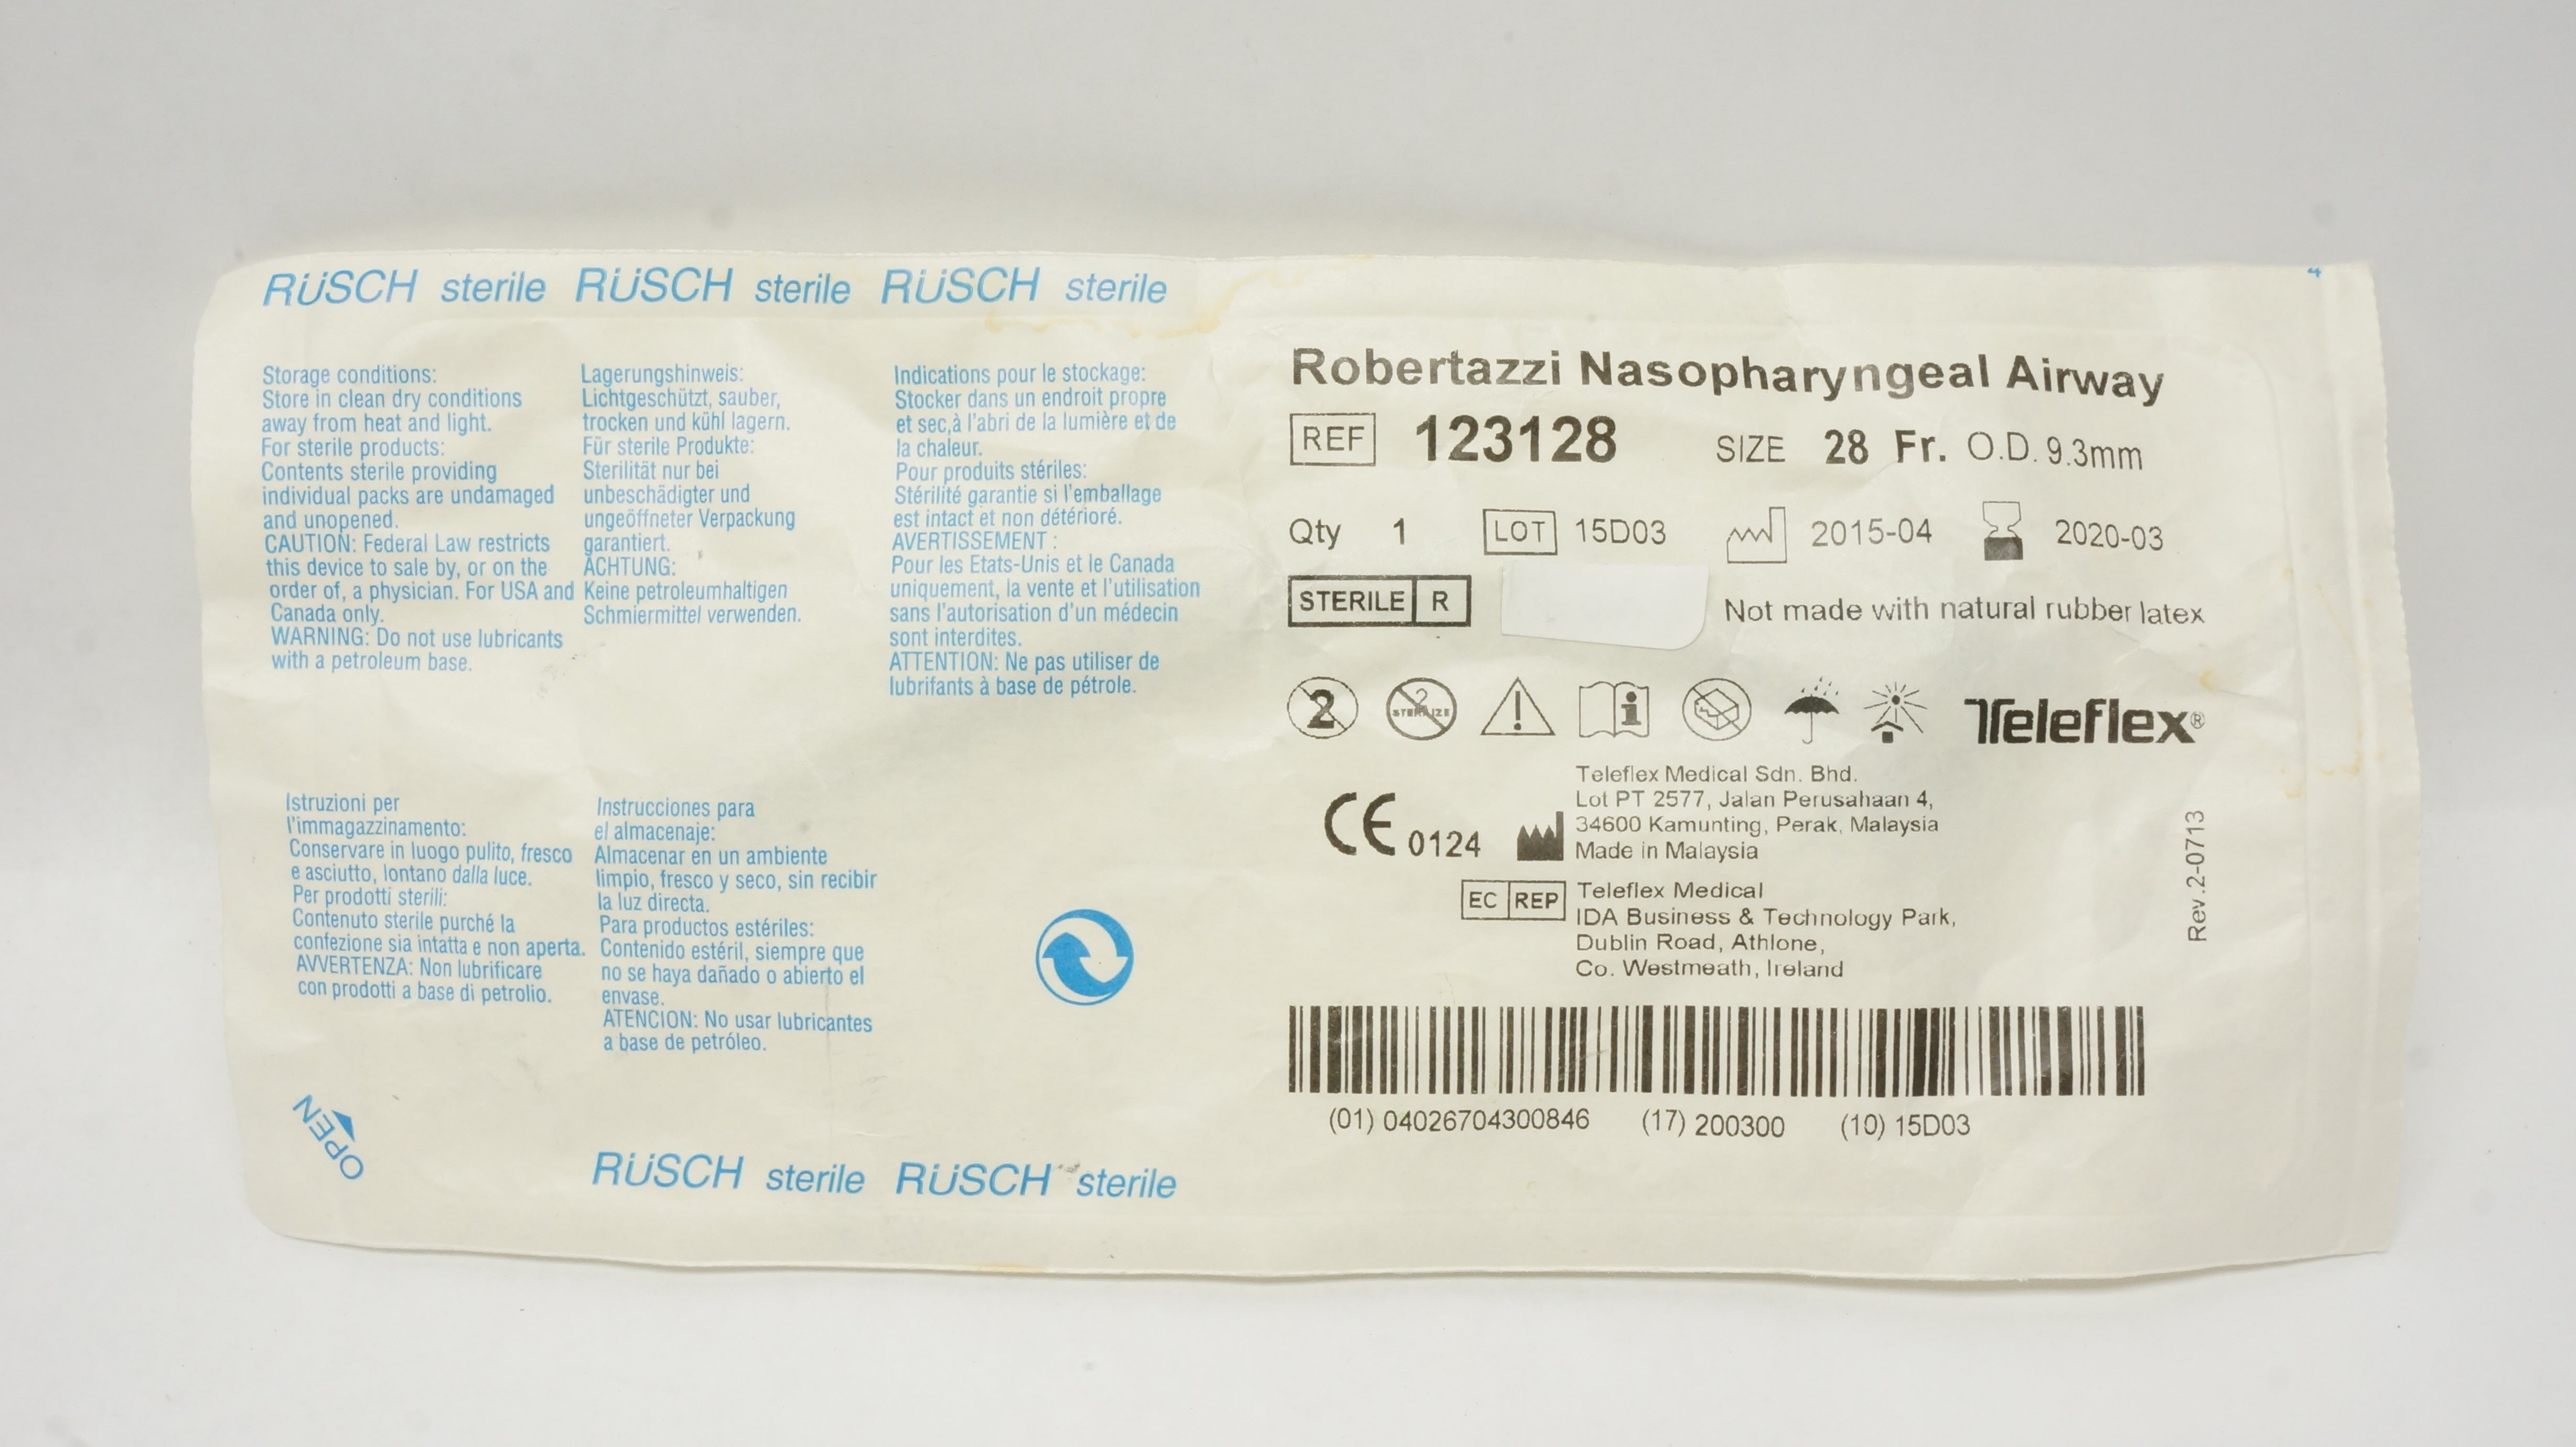 RÜSCH sterile RÜSCH sterile RÜSCH sterile
Storage conditions:
Store in clean dry conditions
away from heat and light.
For sterile products:
Contents sterile providing
individual packs are undamaged
and unopened.
CAUTION: Federal Law restricts
this device to sale by, or on the
order of, a physician. For USA and
Canada only.
WARNING: Do not use lubricants
with a petroleum base.
Lagerungshinweis:
Lichtgeschützt, sauber,
trocken und kühl lagern.
Für sterile Produkte:
Sterilität nur bei
unbeschädigter und
ungeöffneter Verpackung
garantiert.
ACHTUNG:
Keine petroleumhaltigen
Schmiermittel verwenden.
Indications pour le stockage:
Stocker dans un endroit propre
et sec,à l'abri de la lumière et de
la chaleur.
Pour produits stériles:
Stérilité garantie si l'emballage
est intact et non détérioré.
AVERTISSEMENT :
Pour les Etats-Unis et le Canada
uniquement, la vente et l'utilisation
sans l'autorisation d'un médecin
sont interdites.
ATTENTION: Ne pas utiliser de
lubrifants à base de pétrole.
Istruzioni per
l'immagazzinamento:
Conservare in luogo pulito, fresco
e asciutto, lontano dalla luce.
Per prodotti sterili:
Contenuto sterile purché la
confezione sia intatta e non aperta.
AVVERTENZA: Non lubrificare
con prodotti a base di petrolio.
Instrucciones para
el almacenaje:
Almacenar en un ambiente
limpio, fresco y seco, sin recibir
la luz directa.
Para productos estériles:
Contenido estéril, siempre que
no se haya dañado o abierto el
envase.
ATENCION: No usar lubricantes
a base de petróleo.
OPEN
RÜSCH sterile RÜSCH sterile
Robertazzi Nasopharyngeal Airway
REF 123128 SIZE 28 Fr. O.D. 9.3mm
Qty 1 LOT 15D03 2015-04 2020-03
STERILE R Not made with natural rubber latex
2 2 STERILIZE Teleflex®
CE 0124
Teleflex Medical Sdn. Bhd.
Lot PT 2577, Jalan Perusahaan 4,
34600 Kamunting, Perak, Malaysia
Made in Malaysia
EC REP Teleflex Medical
IDA Business & Technology Park,
Dublin Road, Athlone,
Co. Westmeath, Ireland
Rev.2-0713
(01) 04026704300846 (17) 200300 (10) 15D03